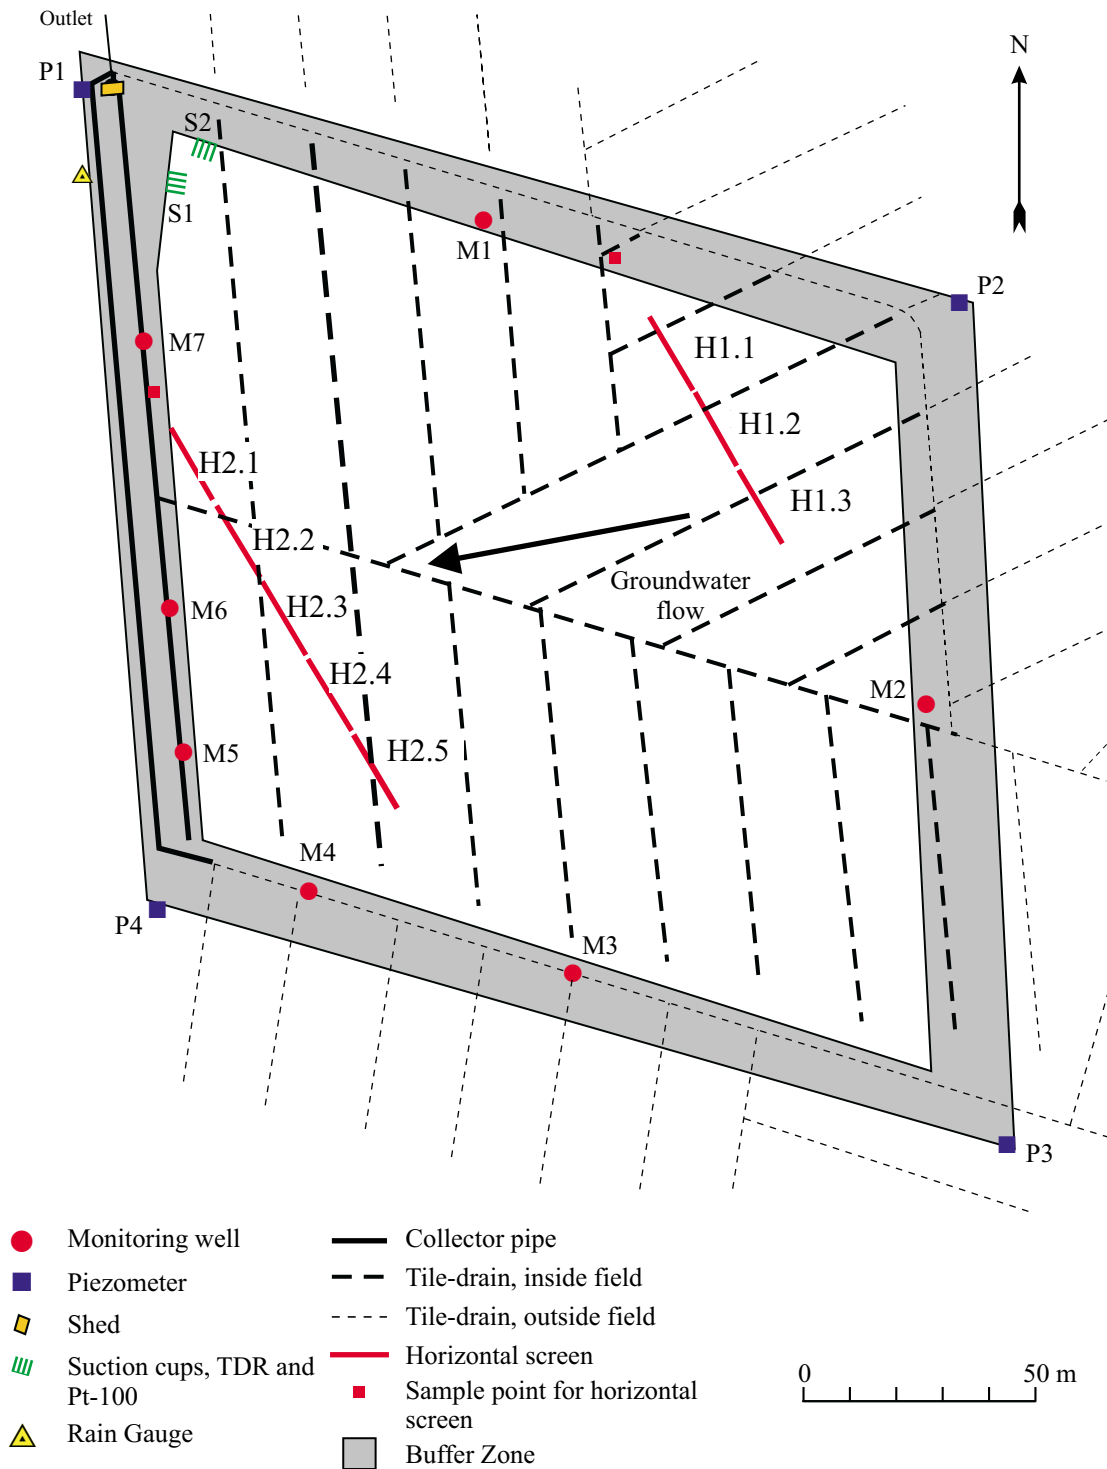 Outlet
P1
N
S2
S1
M1
P2
M7
H1.1
H1.2
H2.1
H1.3
H2.2
Groundwater
flow
H2.3
M6
H2.4
M2
M5
H2.5
M4
P4
M3
P3
Monitoring well
Piezometer
Shed
Suction cups, TDR and
Pt-100
Rain Gauge
Collector pipe
Tile-drain, inside field
Tile-drain, outside field
Horizontal screen
Sample point for horizontal
screen
Buffer Zone
0 50 m